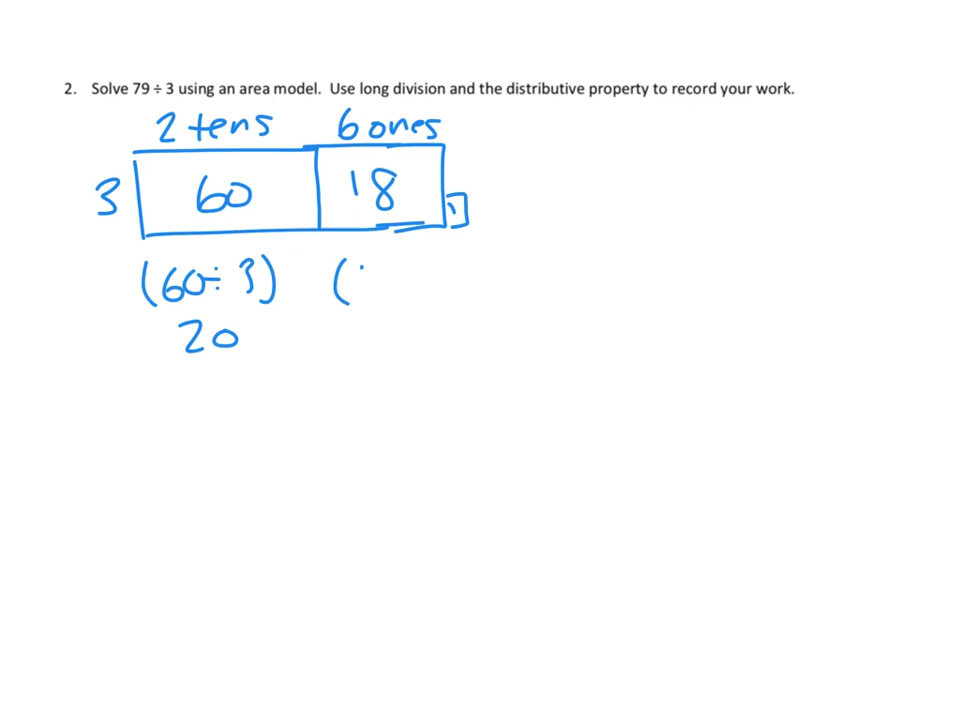 2. Solve 79 ÷ 3 using an area model. Use long division and the distributive property to record your work.
2 tens 6 ones
3 60 18 1
(60 ÷ 3) (
20